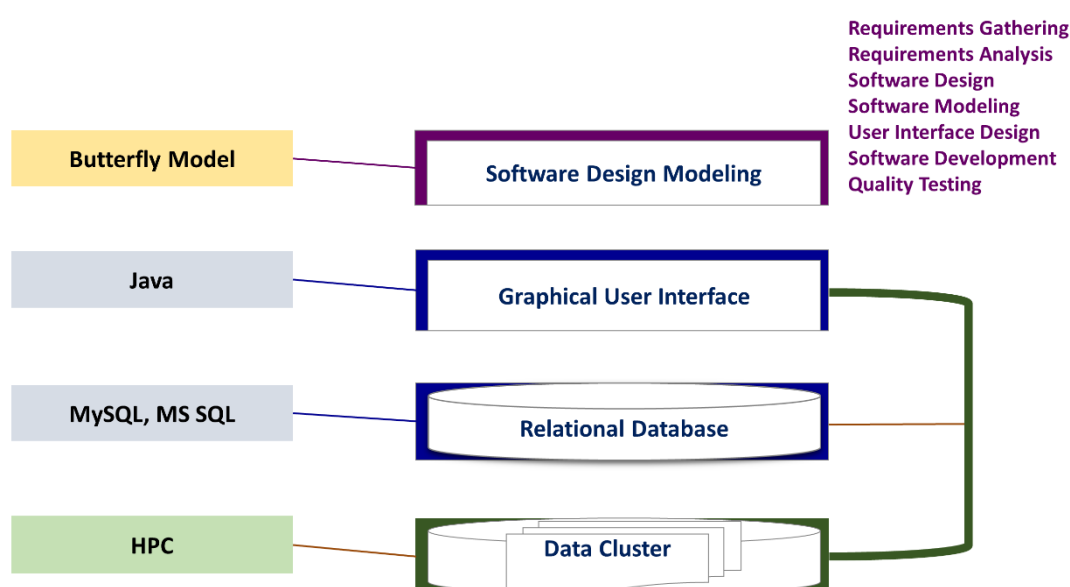 Requirements Gathering
Requirements Analysis
Software Design
Software Modeling
User Interface Design
Software Development
Quality Testing
Butterfly Model
Software Design Modeling
Java
Graphical User Interface
MySQL, MS SQL
Relational Database
HPC
Data Cluster